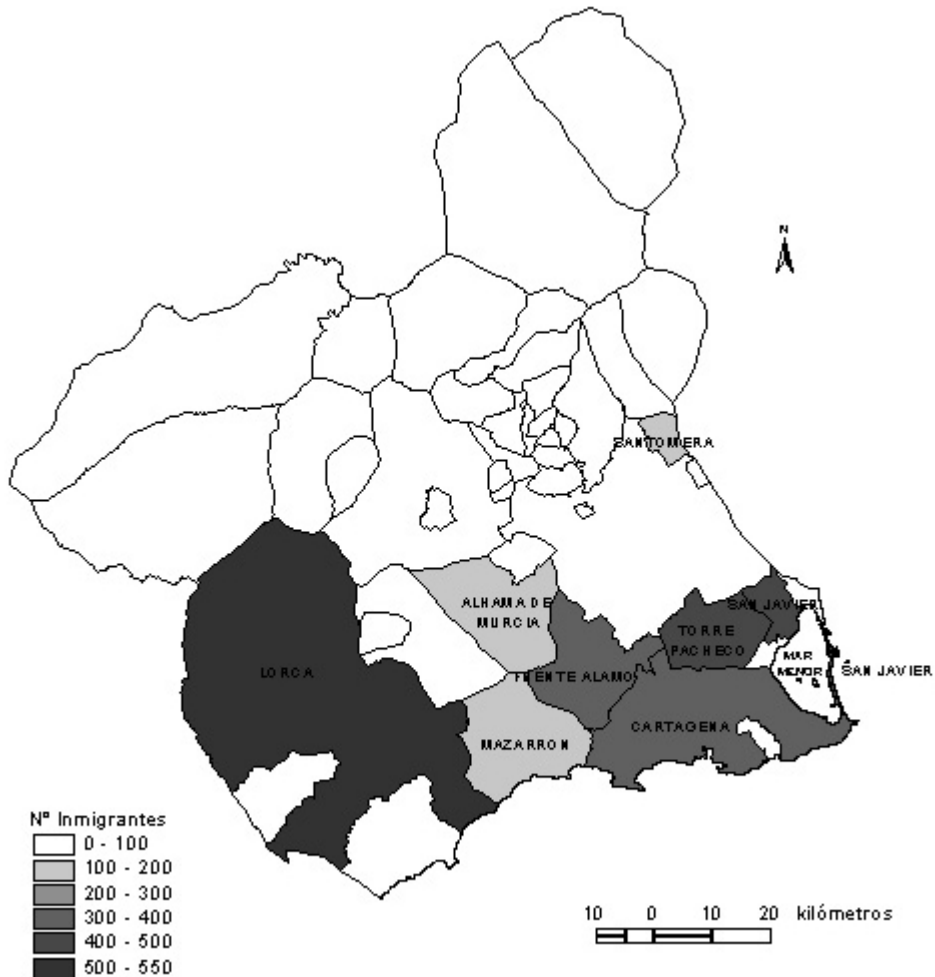 N
SANTOMERA
ALHAMA DE
MURCIA
SAN JAVIER
TORRE
PACHECO
MAR
MENOR
SAN JAVIER
LORCA
FUENTE ALAMO
CARTAGENA
MAZARRON
Nº Inmigrantes
0 - 100
100 - 200
200 - 300
300 - 400
400 - 500
500 - 550
10 0 10 20 kilómetros